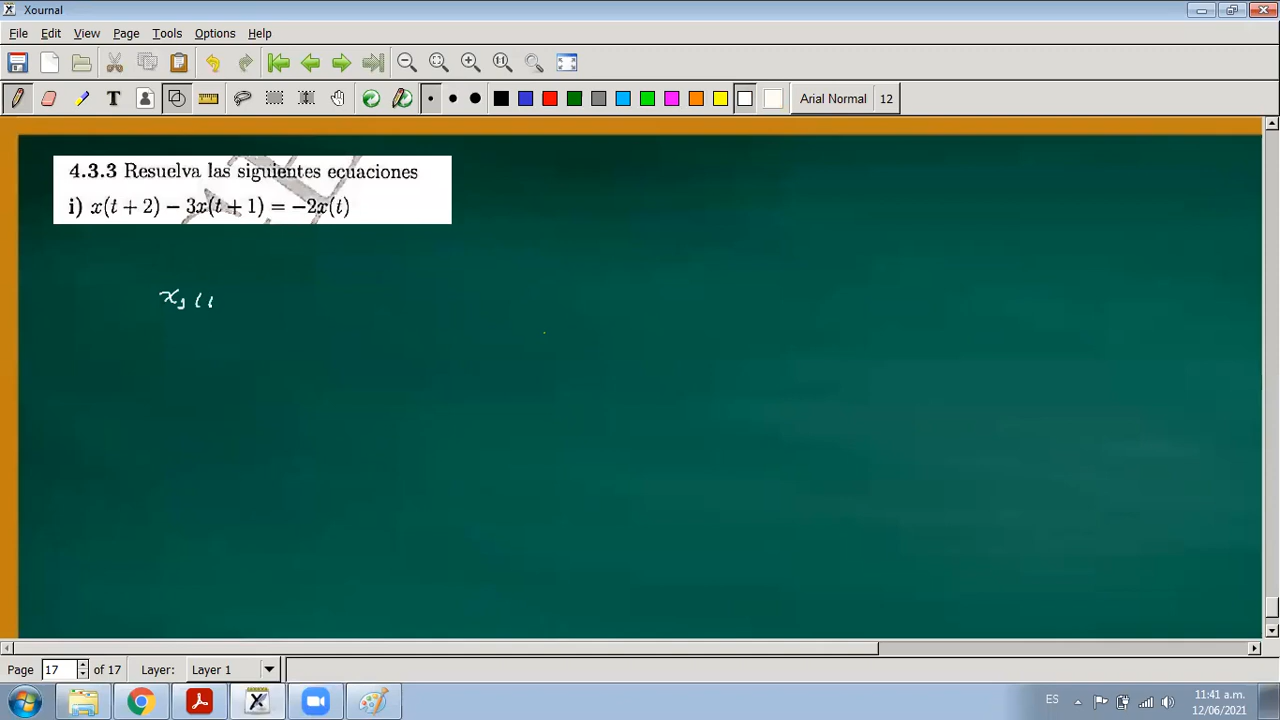 Xournal
File Edit View Page Tools Options Help
Arial Normal 12
4.3.3 Resuelva las siguientes ecuaciones
i) x(t + 2) − 3x(t + 1) = −2x(t)
Page 17 of 17 Layer: Layer 1
ES 11:41 a.m.
12/06/2021